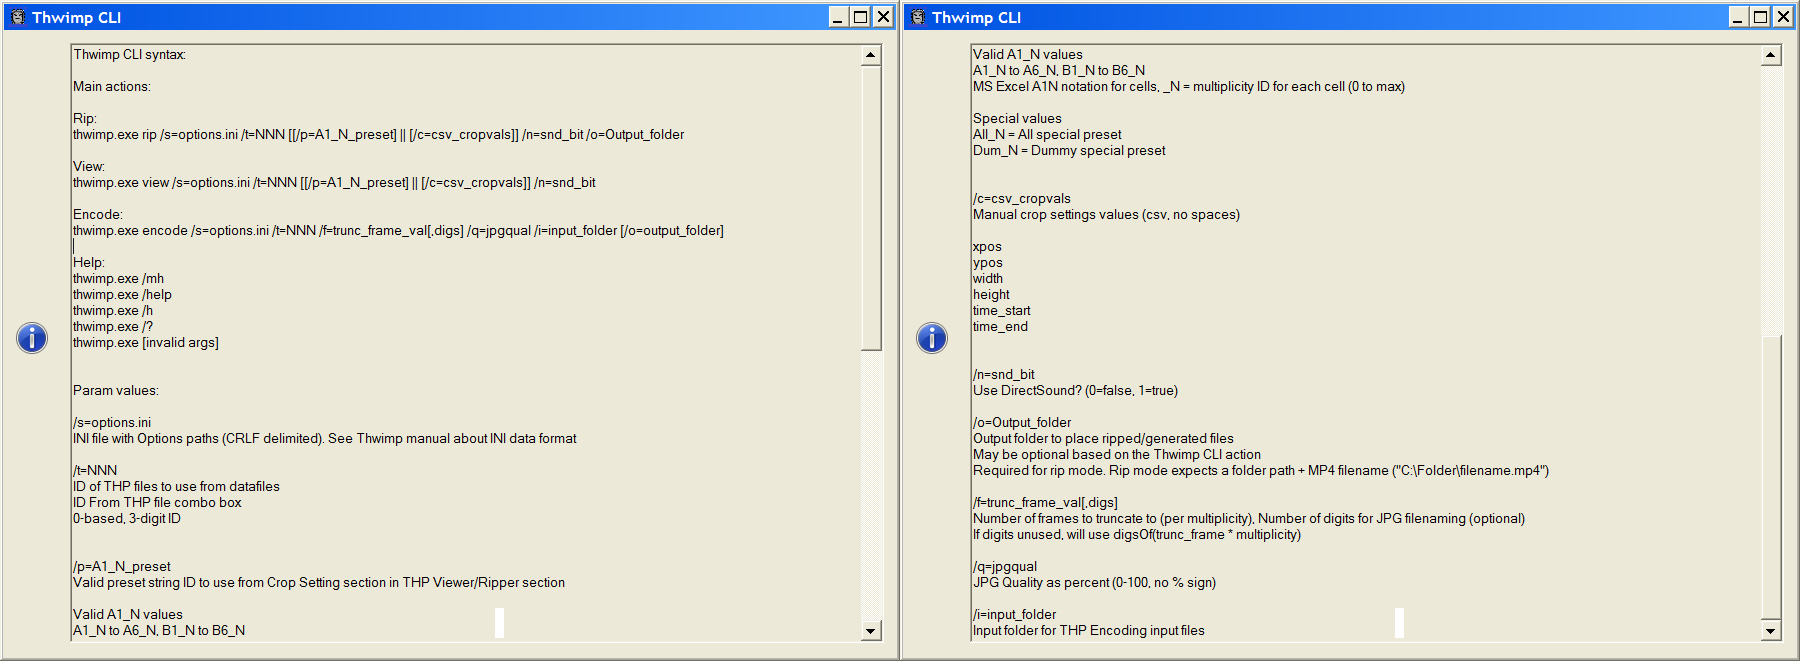 Thwimp CLI
Thwimp CLI syntax:
Main actions:
Rip:
thwimp.exe rip /s=options.ini /t=NNN [[/p=A1_N_preset] || [/c=csv_cropvals]] /n=snd_bit /o=Output_folder
View:
thwimp.exe view /s=options.ini /t=NNN [[/p=A1_N_preset] || [/c=csv_cropvals]] /n=snd_bit
Encode:
thwimp.exe encode /s=options.ini /t=NNN /f=trunc_frame_val[,digs] /q=jpgqual /i=input_folder [/o=output_folder]
Help:
thwimp.exe /mh
thwimp.exe /help
thwimp.exe /h
thwimp.exe /?
thwimp.exe [invalid args]
Param values:
/s=options.ini
INI file with Options paths (CRLF delimited). See Thwimp manual about INI data format
/t=NNN
ID of THP files to use from datafiles
ID From THP file combo box
0-based, 3-digit ID
/p=A1_N_preset
Valid preset string ID to use from Crop Setting section in THP Viewer/Ripper section
Valid A1_N values
A1_N to A6_N, B1_N to B6_N
Thwimp CLI
Valid A1_N values
A1_N to A6_N, B1_N to B6_N
MS Excel A1N notation for cells, _N = multiplicity ID for each cell (0 to max)
Special values
All_N = All special preset
Dum_N = Dummy special preset
/c=csv_cropvals
Manual crop settings values (csv, no spaces)
xpos
ypos
width
height
time_start
time_end
/n=snd_bit
Use DirectSound? (0=false, 1=true)
/o=Output_folder
Output folder to place ripped/generated files
May be optional based on the Thwimp CLI action
Required for rip mode. Rip mode expects a folder path + MP4 filename ("C:\Folder\filename.mp4")
/f=trunc_frame_val[,digs]
Number of frames to truncate to (per multiplicity), Number of digits for JPG filenaming (optional)
If digits unused, will use digsOf(trunc_frame * multiplicity)
/q=jpgqual
JPG Quality as percent (0-100, no % sign)
/i=input_folder
Input folder for THP Encoding input files